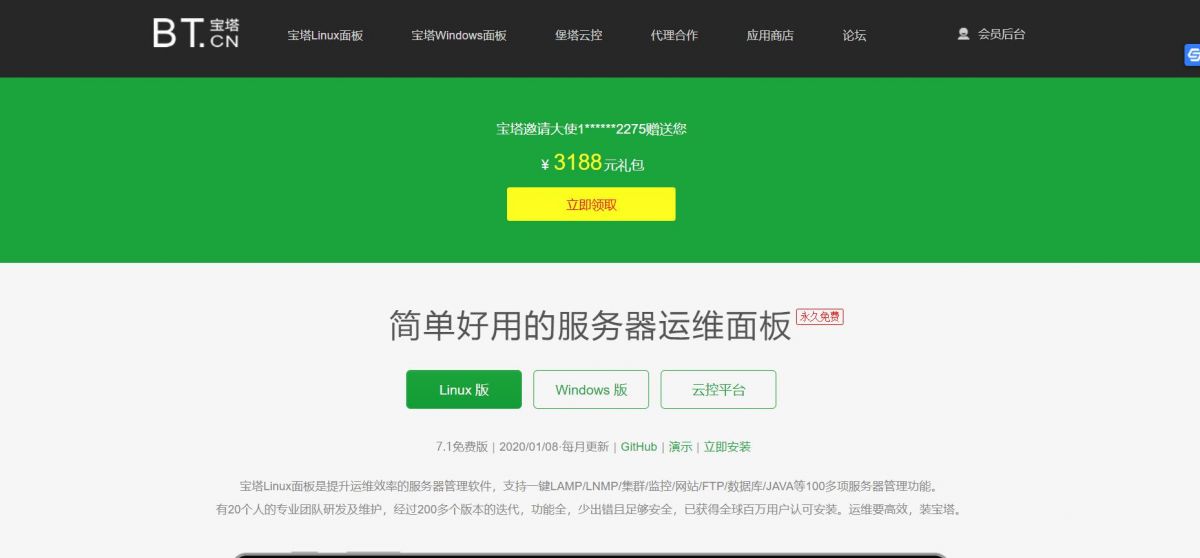 BT.宝塔.CN
宝塔Linux面板 宝塔Windows面板 堡塔云控 代理合作 应用商店 论坛 会员后台
宝塔邀请大使1******2275赠送您
¥ 3188元礼包
立即领取
简单好用的服务器运维面板 永久免费
Linux 版 Windows 版 云控平台
7.1免费版 | 2020/01/08·每月更新 | GitHub | 演示 | 立即安装
宝塔Linux面板是提升运维效率的服务器管理软件，支持一键LAMP/LNMP/集群/监控/网站/FTP/数据库/JAVA等100多项服务器管理功能。
有20个人的专业团队研发及维护，经过200多个版本的迭代，功能全，少出错且足够安全，已获得全球百万用户认可安装。运维要高效，装宝塔。